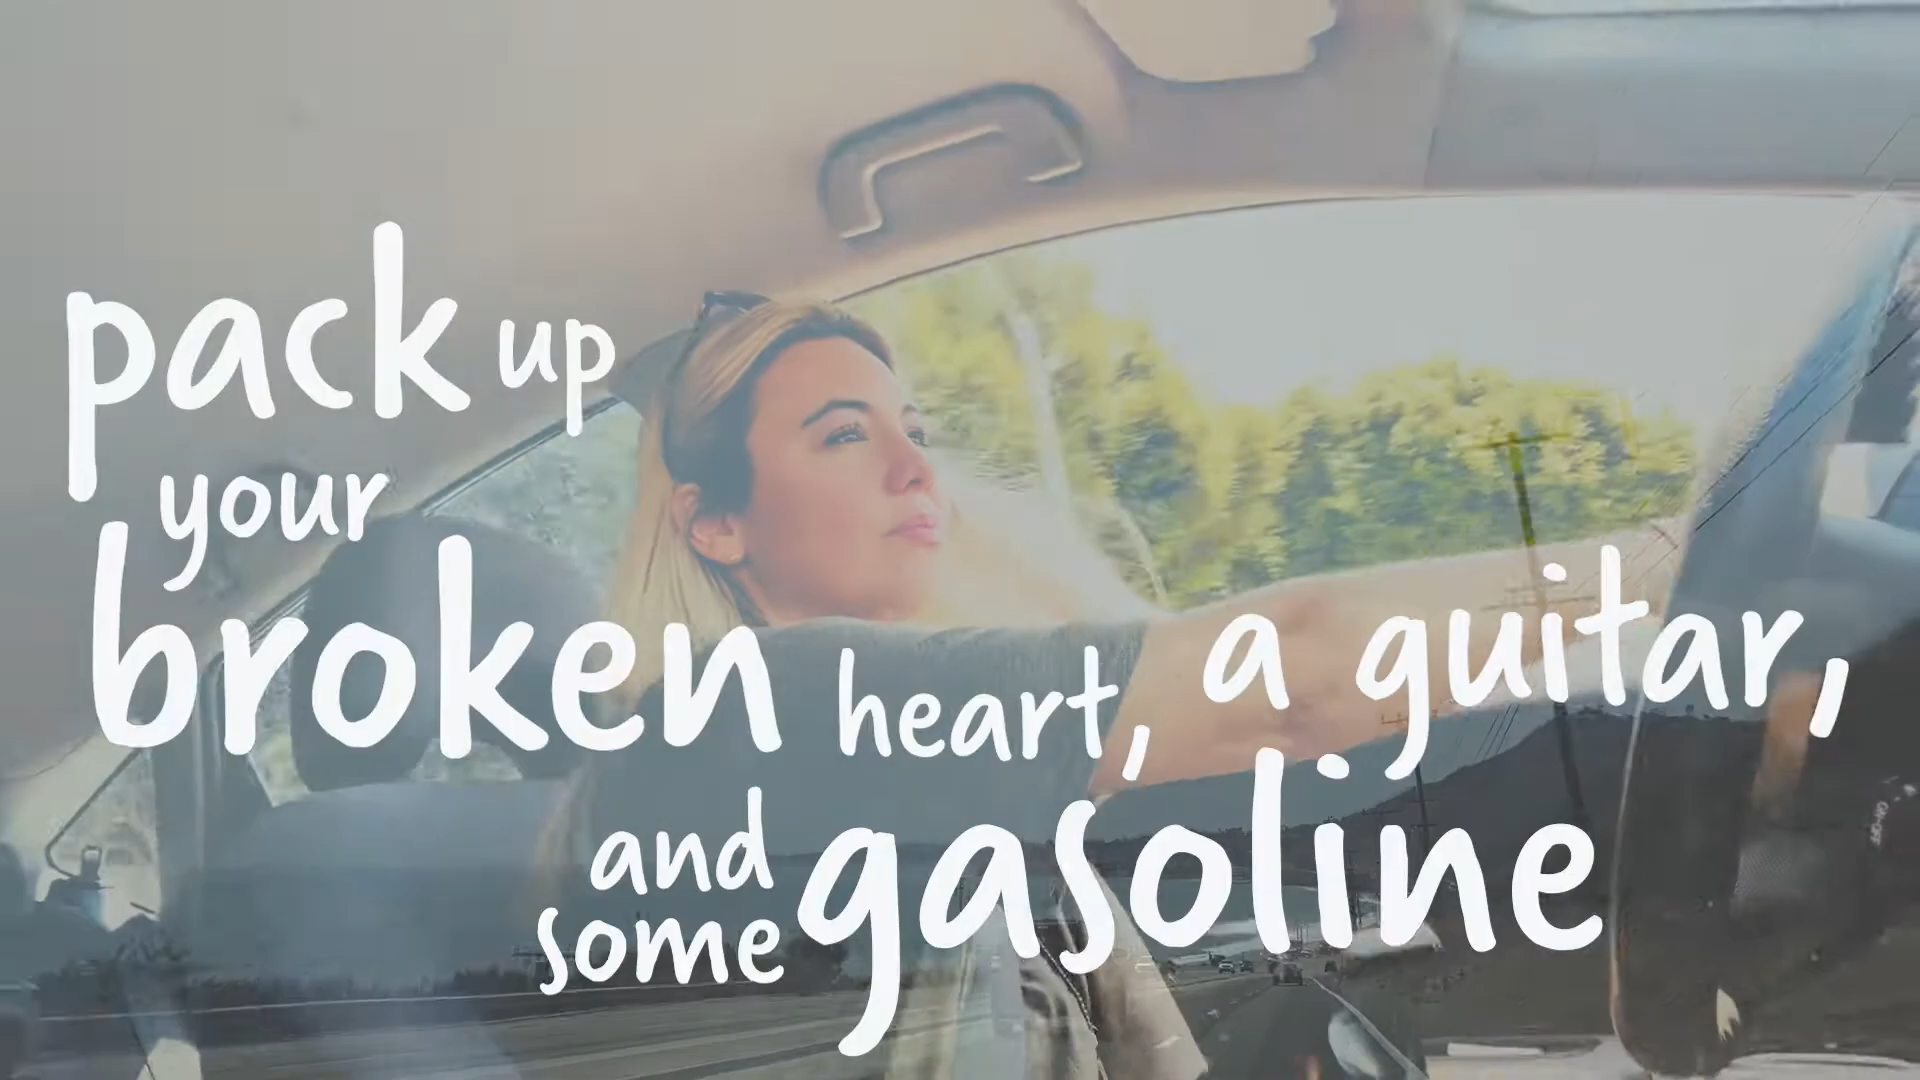 pack up
your
broken heart, a guitar,
and
some gasoline